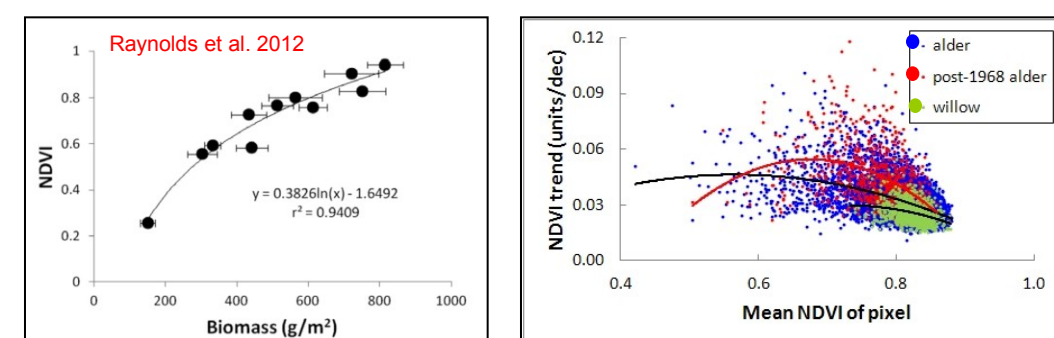 Raynolds et al. 2012
NDVI
1
0.8
0.6
0.4
0.2
0
y = 0.3826ln(x) - 1.6492
r² = 0.9409
0 200 400 600 800 1000
Biomass (g/m²)
NDVI trend (units/dec)
0.12
0.09
0.06
0.03
0.00
alder
post-1968 alder
willow
0.4 0.6 0.8 1.0
Mean NDVI of pixel